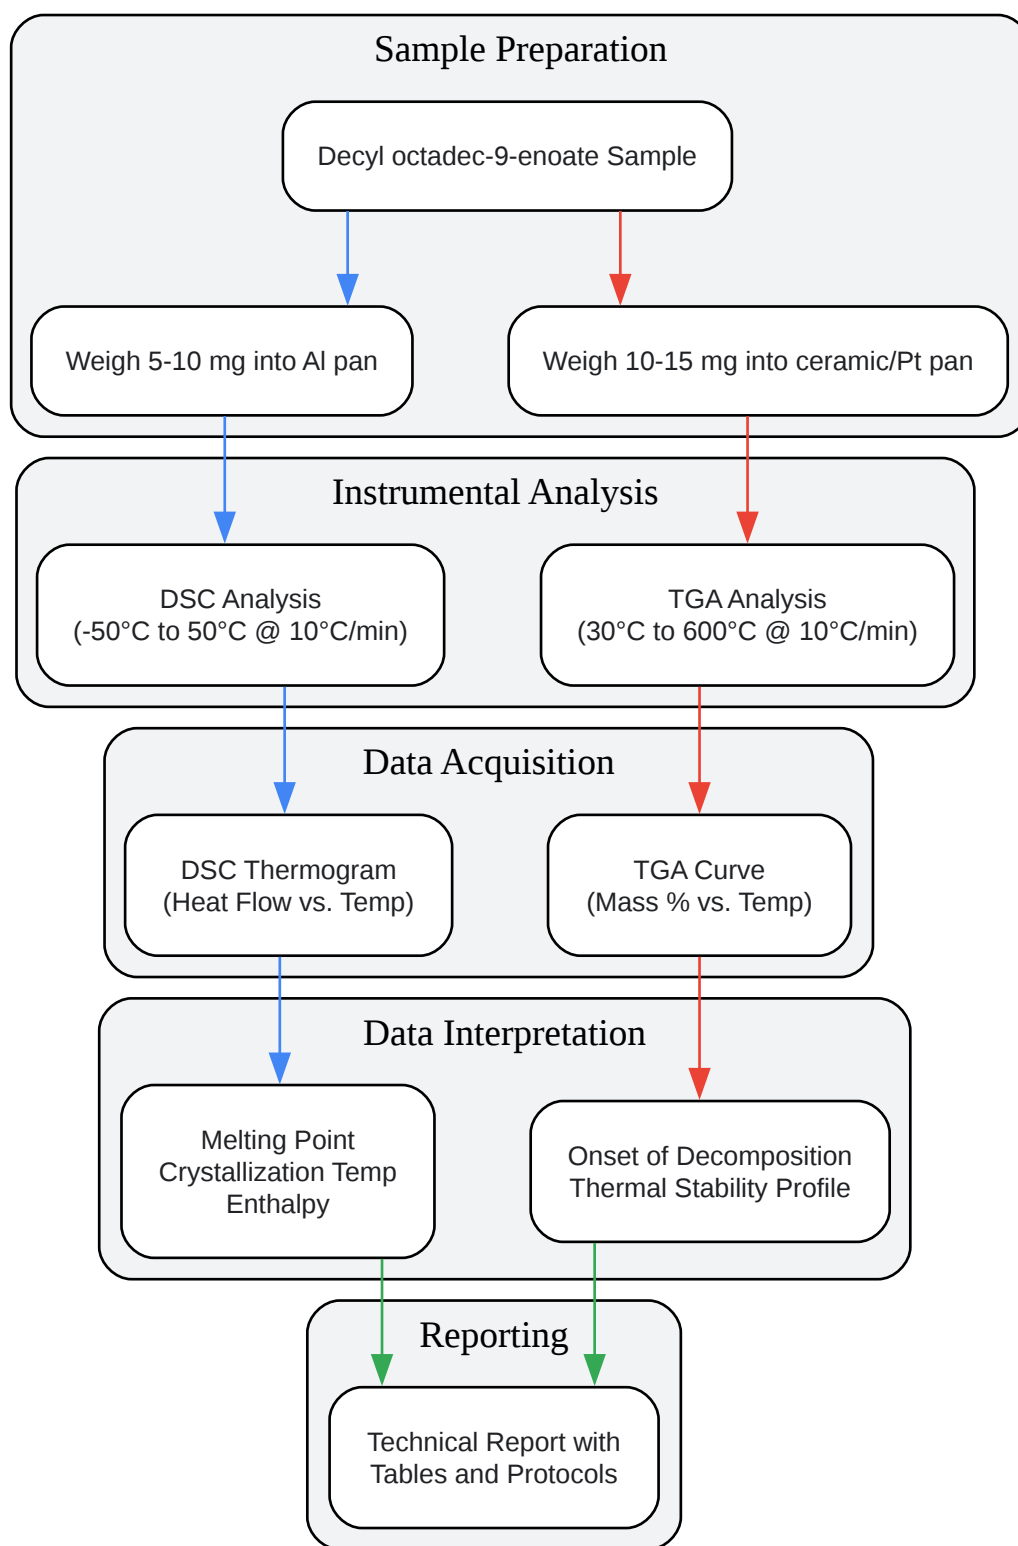 Sample Preparation
Decyl octadec-9-enoate Sample
Weigh 5-10 mg into Al pan
Weigh 10-15 mg into ceramic/Pt pan
Instrumental Analysis
DSC Analysis
(-50°C to 50°C @ 10°C/min)
TGA Analysis
(30°C to 600°C @ 10°C/min)
Data Acquisition
DSC Thermogram
(Heat Flow vs. Temp)
TGA Curve
(Mass % vs. Temp)
Data Interpretation
Melting Point
Crystallization Temp
Enthalpy
Onset of Decomposition
Thermal Stability Profile
Reporting
Technical Report with
Tables and Protocols